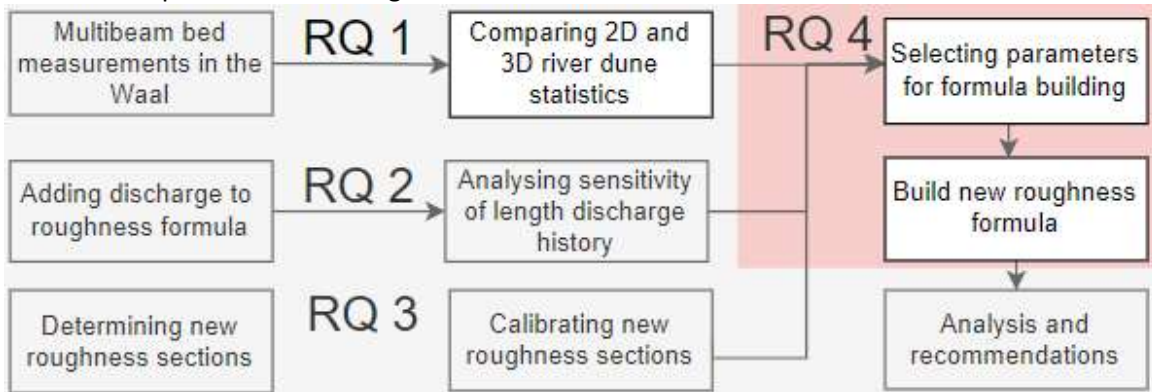 Multibeam bed
measurements in the
Waal
RQ 1
Comparing 2D and
3D river dune
statistics
RQ 4
Selecting parameters
for formula building
Adding discharge to
roughness formula
RQ 2
Analysing sensitivity
of length discharge
history
Build new roughness
formula
Determining new
roughness sections
RQ 3
Calibrating new
roughness sections
Analysis and
recommendations